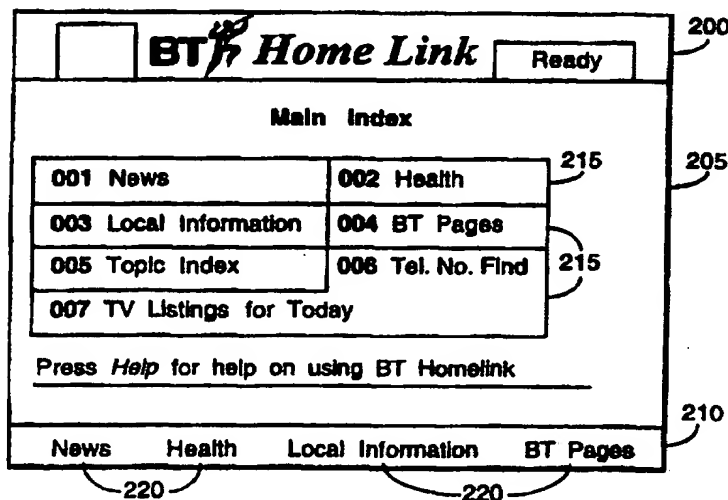 BT Home Link Ready 200
Main Index
001 News 002 Health 215
205
003 Local Information 004 BT Pages
005 Topic Index 006 Tel. No. Find 215
007 TV Listings for Today
Press Help for help on using BT Homelink
210
News Health Local Information BT Pages
220 220